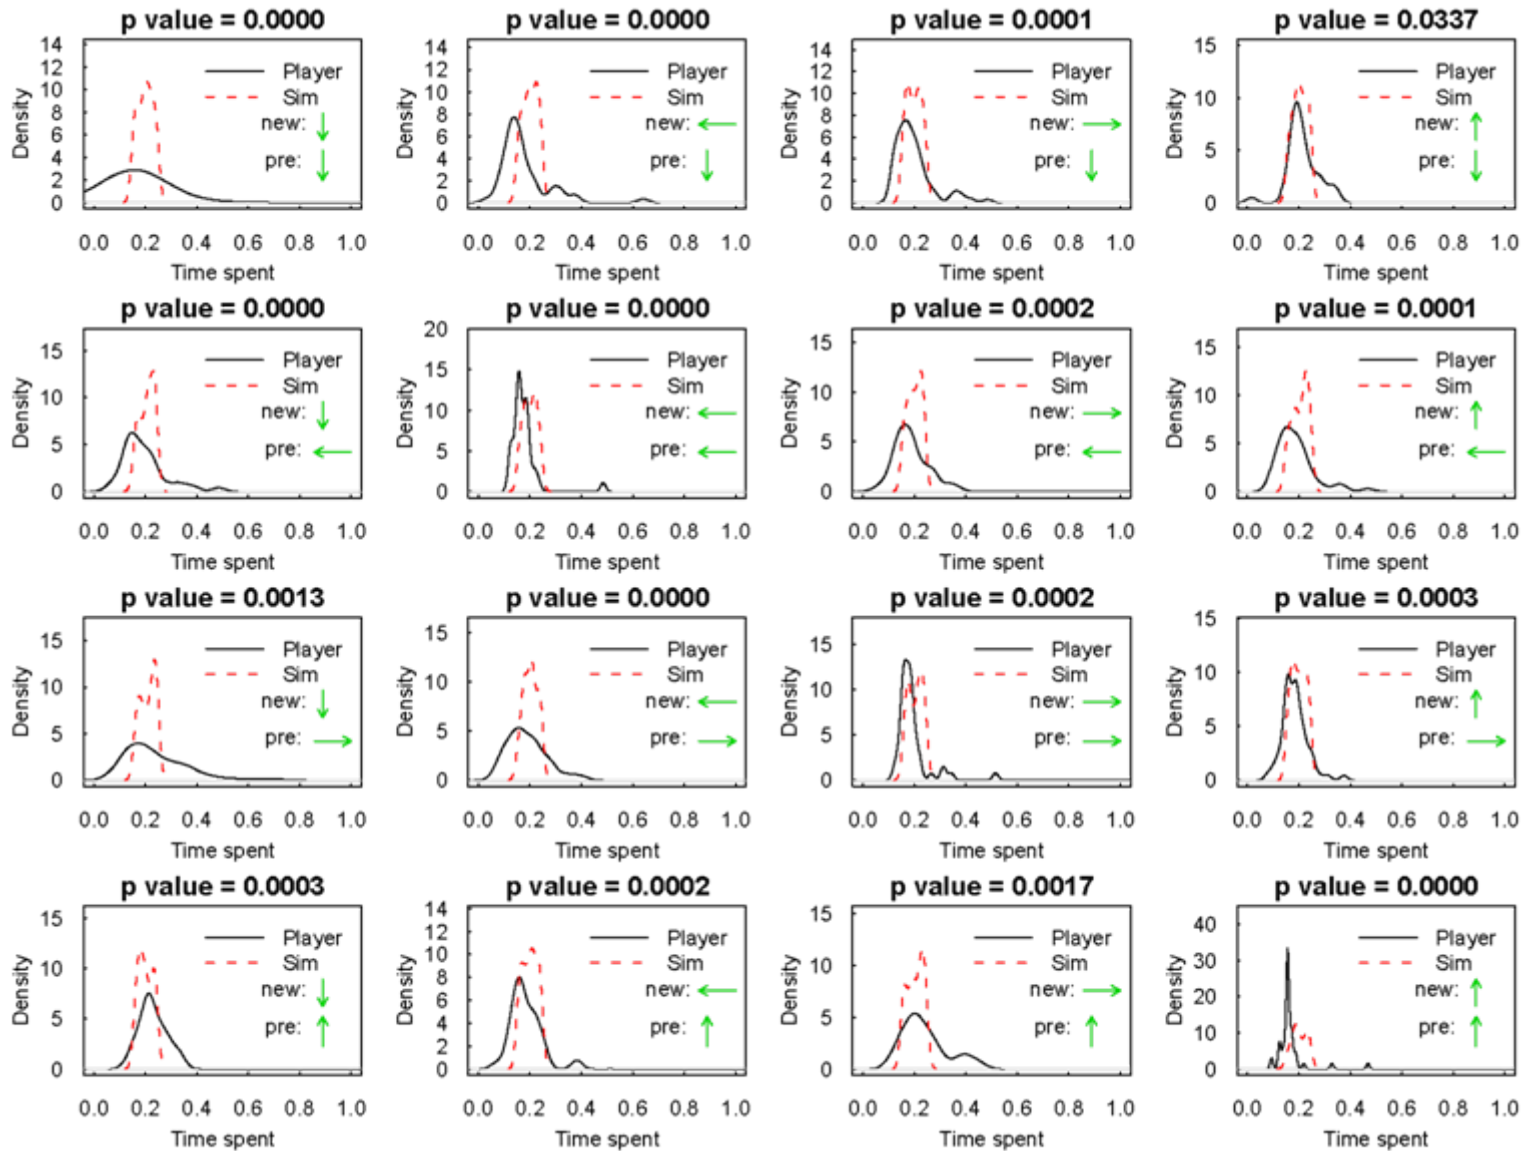 p value = 0.0000
14
12
10
8
6
4
2
0
Density
Player
Sim
new:
pre:
0.0 0.2 0.4 0.6 0.8 1.0
Time spent
p value = 0.0000
14
12
10
8
6
4
2
0
Density
Player
Sim
new:
pre:
0.0 0.2 0.4 0.6 0.8 1.0
Time spent
p value = 0.0001
14
12
10
8
6
4
2
0
Density
Player
Sim
new:
pre:
0.0 0.2 0.4 0.6 0.8 1.0
Time spent
p value = 0.0337
15
10
5
0
Density
Player
Sim
new:
pre:
0.0 0.2 0.4 0.6 0.8 1.0
Time spent
p value = 0.0000
15
10
5
0
Density
Player
Sim
new:
pre:
0.0 0.2 0.4 0.6 0.8 1.0
Time spent
p value = 0.0000
20
15
10
5
0
Density
Player
Sim
new:
pre:
0.0 0.2 0.4 0.6 0.8 1.0
Time spent
p value = 0.0002
15
10
5
0
Density
Player
Sim
new:
pre:
0.0 0.2 0.4 0.6 0.8 1.0
Time spent
p value = 0.0001
15
10
5
0
Density
Player
Sim
new:
pre:
0.0 0.2 0.4 0.6 0.8 1.0
Time spent
p value = 0.0013
15
10
5
0
Density
Player
Sim
new:
pre:
0.0 0.2 0.4 0.6 0.8 1.0
Time spent
p value = 0.0000
15
10
5
0
Density
Player
Sim
new:
pre:
0.0 0.2 0.4 0.6 0.8 1.0
Time spent
p value = 0.0002
15
10
5
0
Density
Player
Sim
new:
pre:
0.0 0.2 0.4 0.6 0.8 1.0
Time spent
p value = 0.0003
15
10
5
0
Density
Player
Sim
new:
pre:
0.0 0.2 0.4 0.6 0.8 1.0
Time spent
p value = 0.0003
15
10
5
0
Density
Player
Sim
new:
pre:
0.0 0.2 0.4 0.6 0.8 1.0
Time spent
p value = 0.0002
14
12
10
8
6
4
2
0
Density
Player
Sim
new:
pre:
0.0 0.2 0.4 0.6 0.8 1.0
Time spent
p value = 0.0017
15
10
5
0
Density
Player
Sim
new:
pre:
0.0 0.2 0.4 0.6 0.8 1.0
Time spent
p value = 0.0000
40
30
20
10
0
Density
Player
Sim
new:
pre:
0.0 0.2 0.4 0.6 0.8 1.0
Time spent